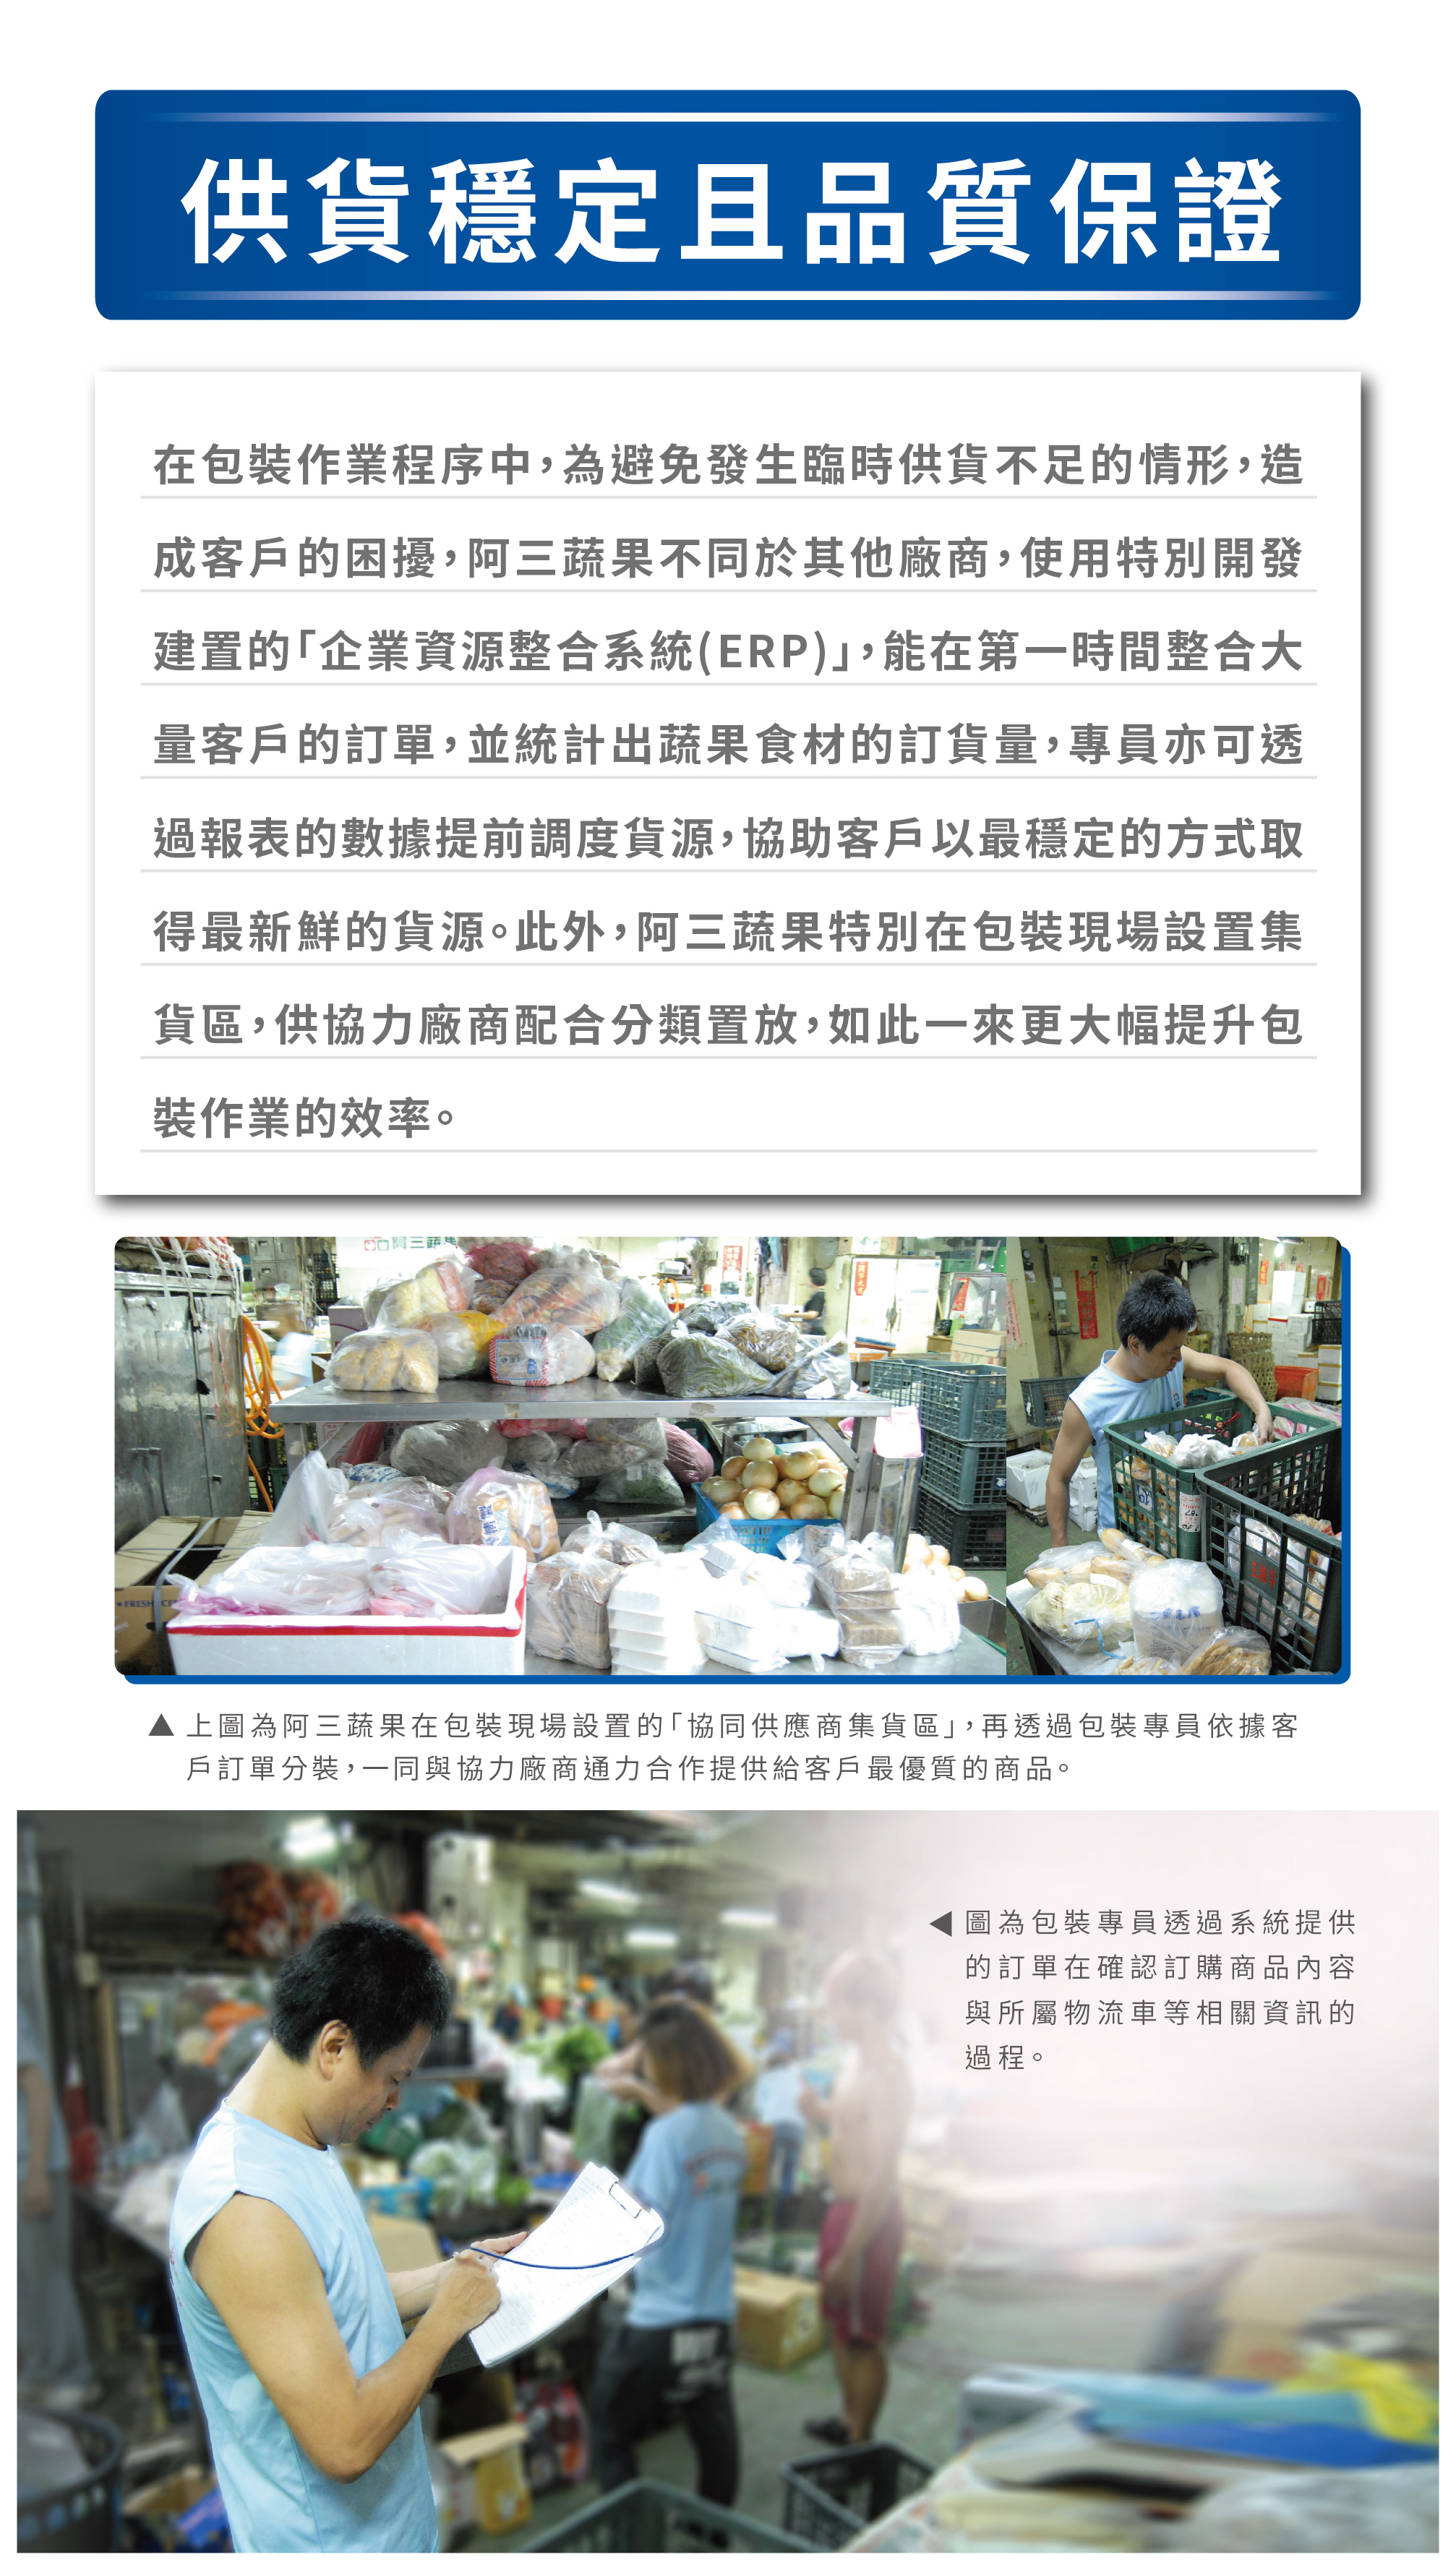 供貨穩定且品質保證
在包裝作業程序中，為避免發生臨時供貨不足的情形，造
成客戶的困擾，阿三蔬果不同於其他廠商，使用特別開發
建置的「企業資源整合系統(ERP)」，能在第一時間整合大
量客戶的訂單，並統計出蔬果食材的訂貨量，專員亦可透
過報表的數據提前調度貨源，協助客戶以最穩定的方式取
得最新鮮的貨源。此外，阿三蔬果特別在包裝現場設置集
貨區，供協力廠商配合分類置放，如此一來更大幅提升包
裝作業的效率。
阿三蔬果
▲ 上圖為阿三蔬果在包裝現場設置的「協同供應商集貨區」，再透過包裝專員依據客
戶訂單分裝，一同與協力廠商通力合作提供給客戶最優質的商品。
◀ 圖為包裝專員透過系統提供
的訂單在確認訂購商品內容
與所屬物流車等相關資訊的
過程。